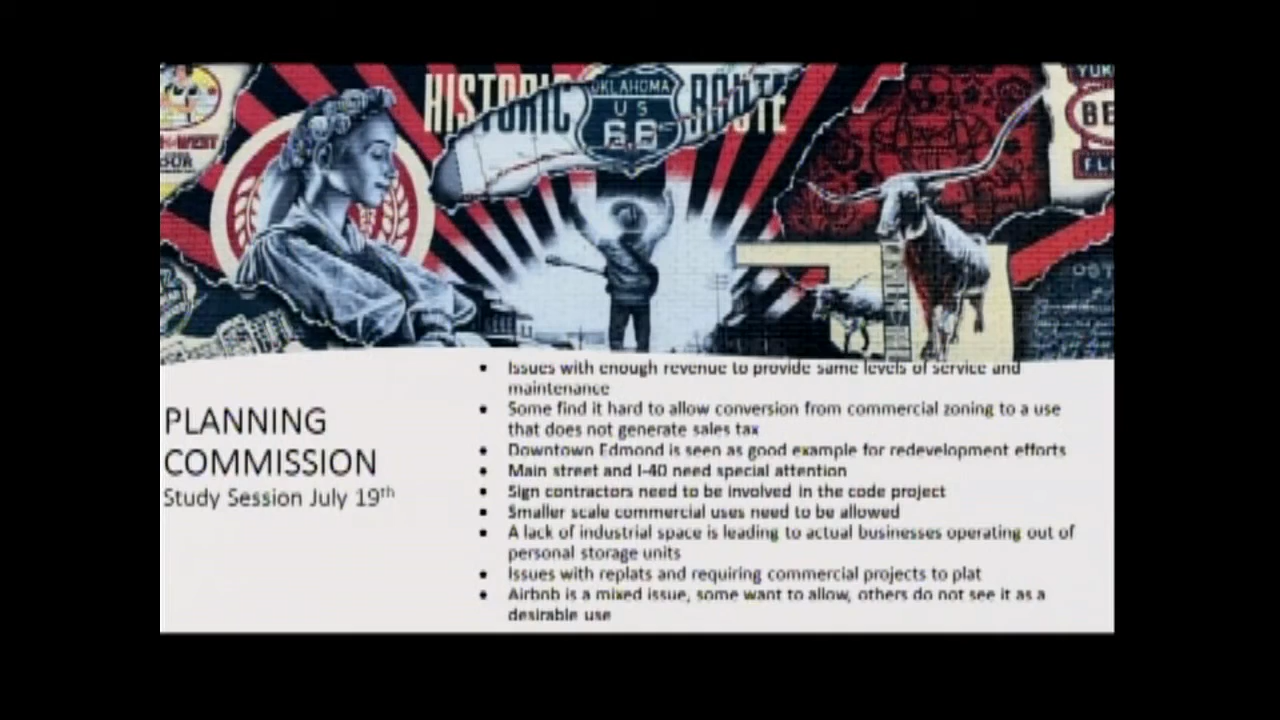 HISTORIC ROUTE
OKLAHOMA
US
66
WEST
OUR
YUK
BE
FL
PLANNING
COMMISSION
Study Session July 19th
• Issues with enough revenue to provide same levels of service and
maintenance
• Some find it hard to allow conversion from commercial zoning to a use
that does not generate sales tax
• Downtown Edmond is seen as good example for redevelopment efforts
• Main street and I-40 need special attention
• Sign contractors need to be involved in the code project
• Smaller scale commercial uses need to be allowed
• A lack of industrial space is leading to actual businesses operating out of
personal storage units
• Issues with replats and requiring commercial projects to plat
• Airbnb is a mixed issue, some want to allow, others do not see it as a
desirable use